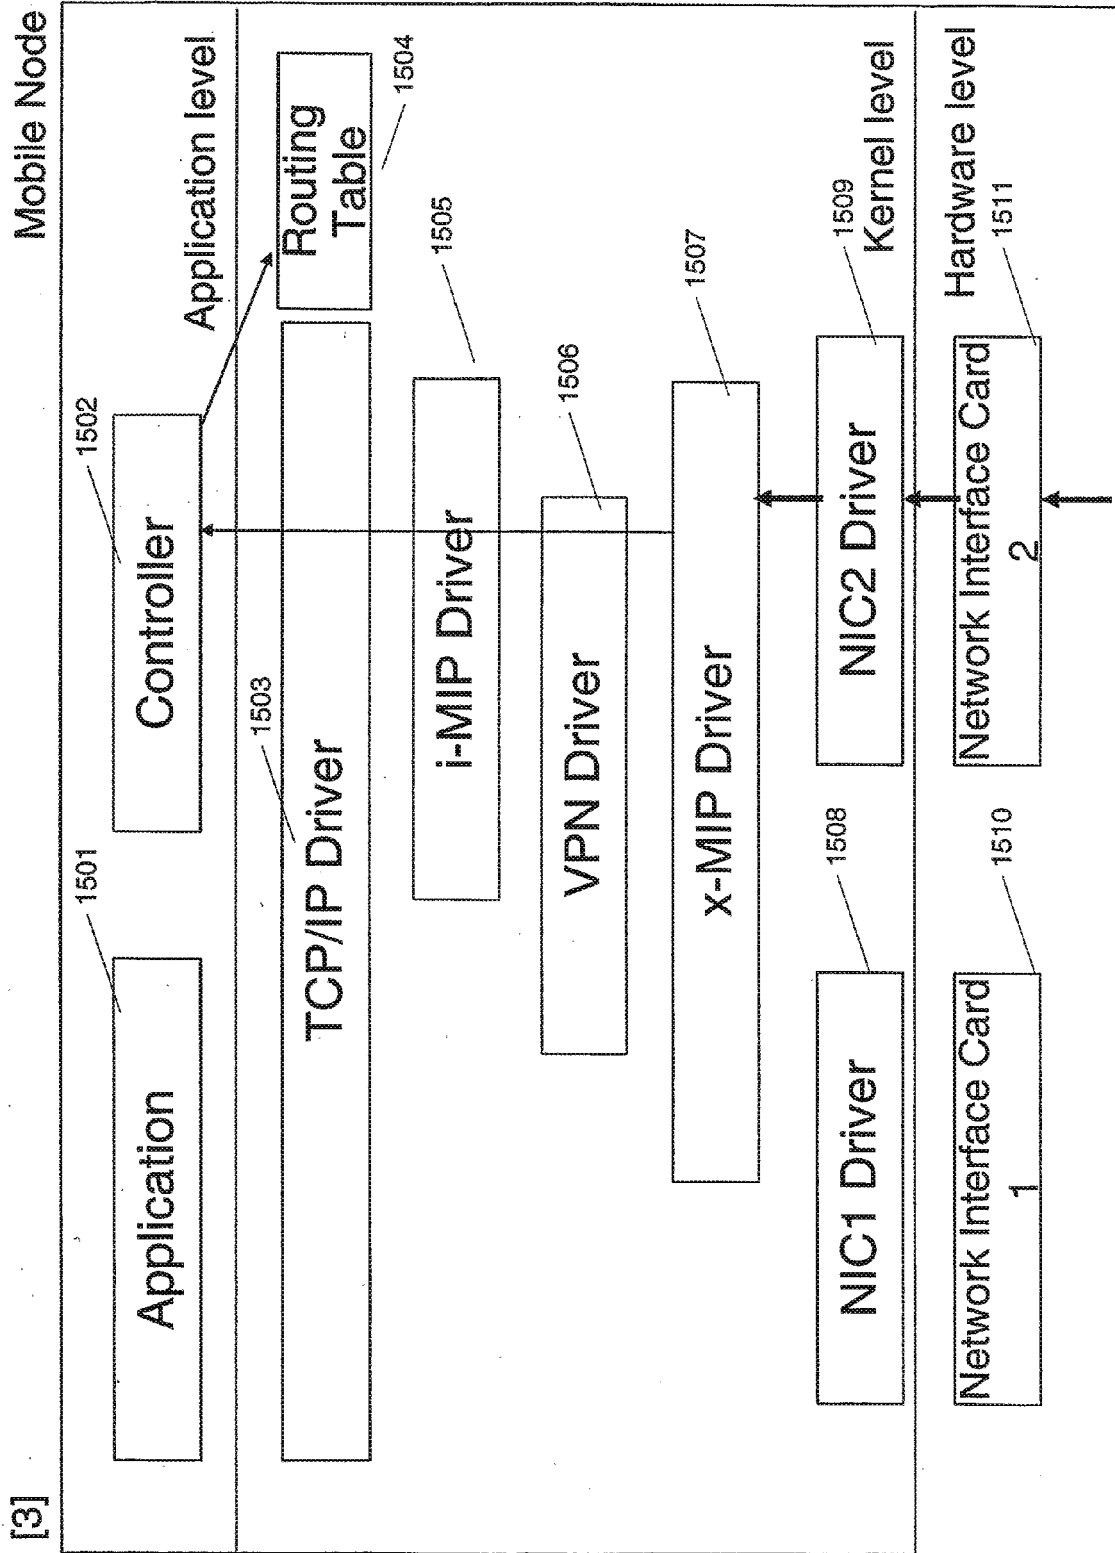 [3]
Mobile Node
Application level
1501
1502
Application
Controller
1503
TCP/IP Driver
Routing
Table
1504
i-MIP Driver
1505
VPN Driver
1506
x-MIP Driver
1507
NIC1 Driver
1508
NIC2 Driver
1509
Kernel level
Hardware level
Network Interface Card
1
1510
Network Interface Card
2
1511